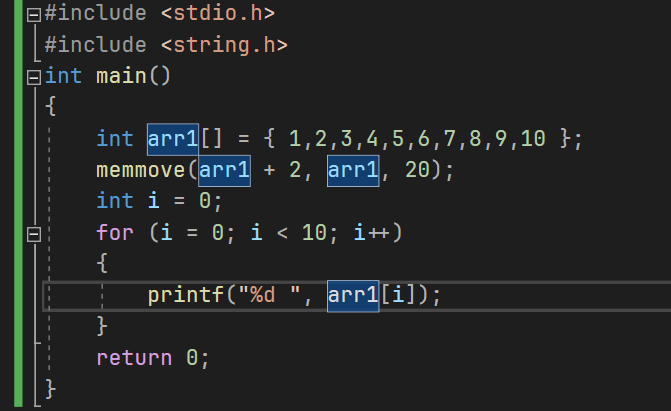 #include <stdio.h>
#include <string.h>
int main()
{
    int arr1[] = { 1,2,3,4,5,6,7,8,9,10 };
    memmove(arr1 + 2, arr1, 20);
    int i = 0;
    for (i = 0; i < 10; i++)
    {
        printf("%d ", arr1[i]);
    }
    return 0;
}